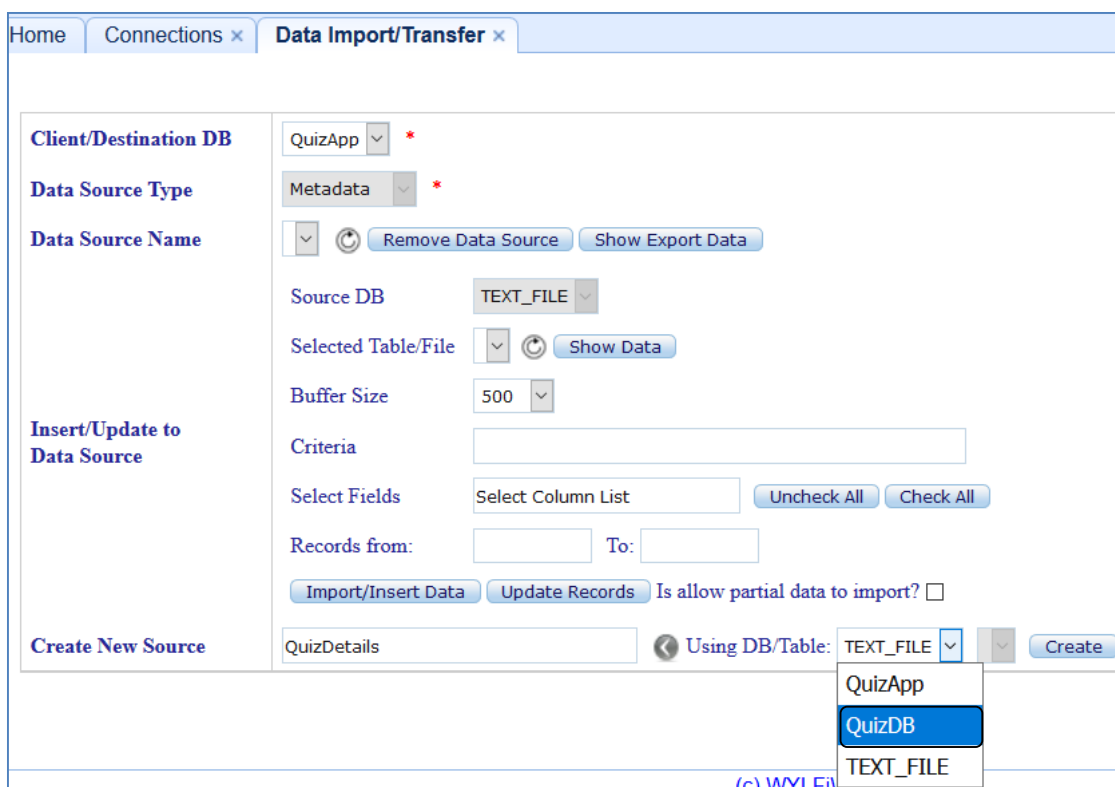 Home Connections × Data Import/Transfer ×
Client/Destination DB QuizApp *
Data Source Type Metadata *
Data Source Name Remove Data Source Show Export Data
Source DB TEXT_FILE
Selected Table/File Show Data
Buffer Size 500
Insert/Update to
Data Source
Criteria
Select Fields Select Column List Uncheck All Check All
Records from: To:
Import/Insert Data Update Records Is allow partial data to import?
Create New Source QuizDetails Using DB/Table: TEXT_FILE Create
QuizApp
QuizDB
TEXT_FILE